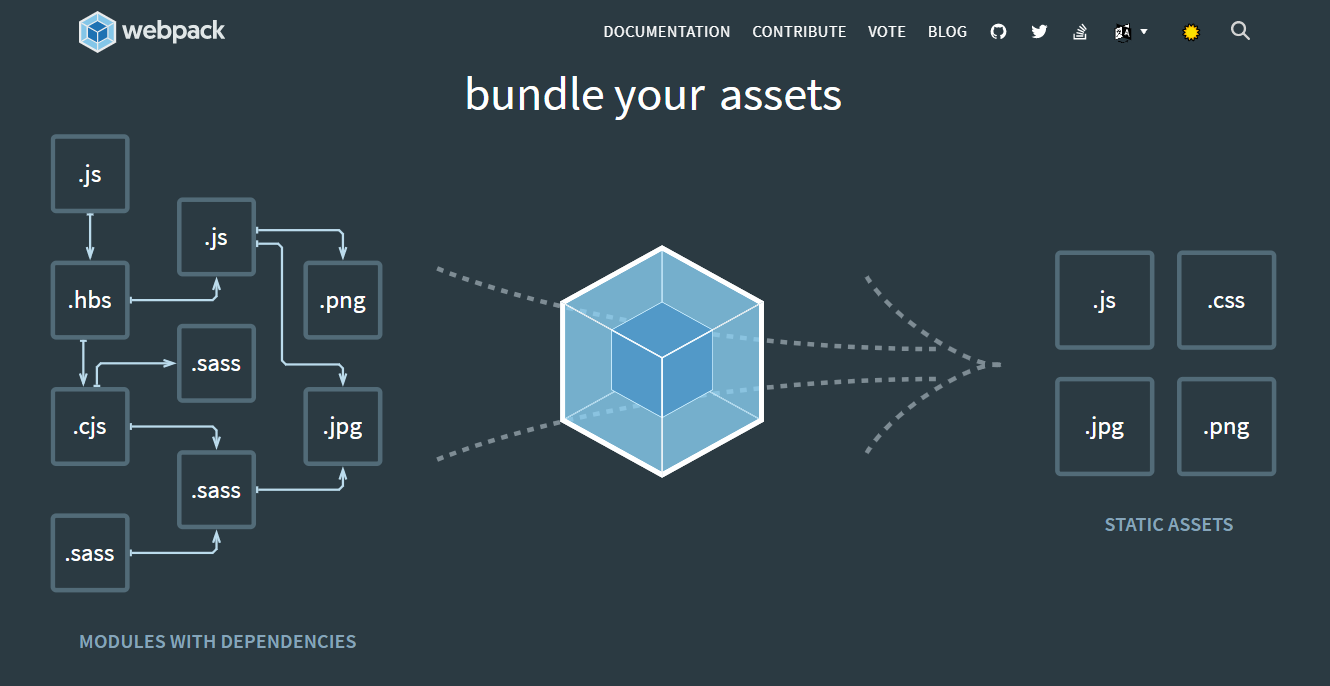 webpack
DOCUMENTATION CONTRIBUTE VOTE BLOG
bundle your assets
.js
.js
.hbs
.png
.sass
.cjs
.jpg
.sass
.sass
MODULES WITH DEPENDENCIES
.js .css
.jpg .png
STATIC ASSETS